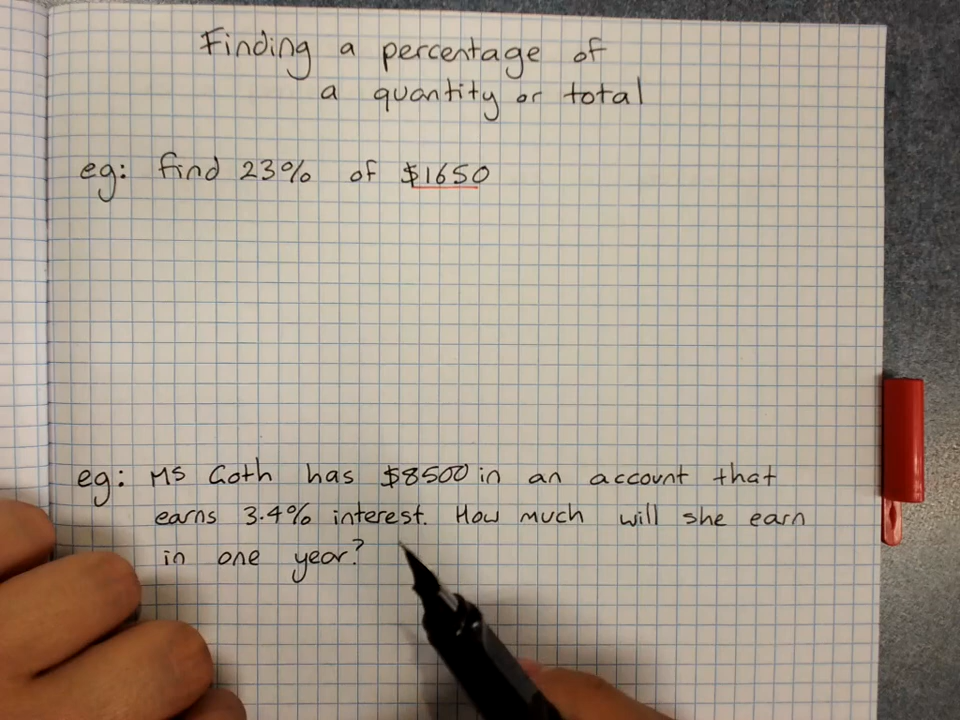 Finding a percentage of
a quantity or total
eg: find 23% of $1650
eg: Ms Goth has $8500 in an account that
earns 3.4% interest. How much will she earn
in one year?